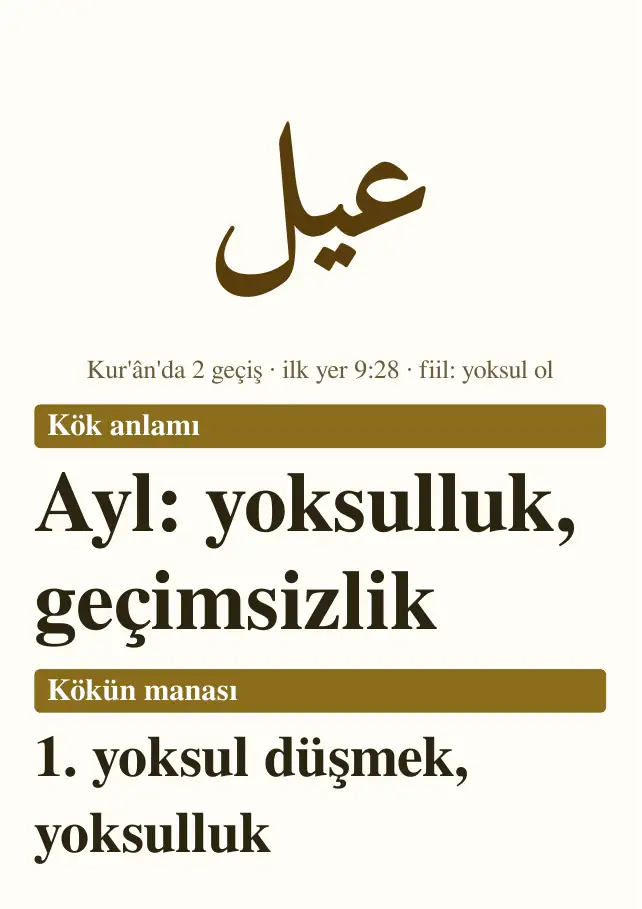 عيل
Kur'ân'da 2 geçiş · ilk yer 9:28 · fiil: yoksul ol
Kök anlamı
Ayl: yoksulluk,
geçimsizlik
Kökün manası
1. yoksul düşmek,
yoksulluk